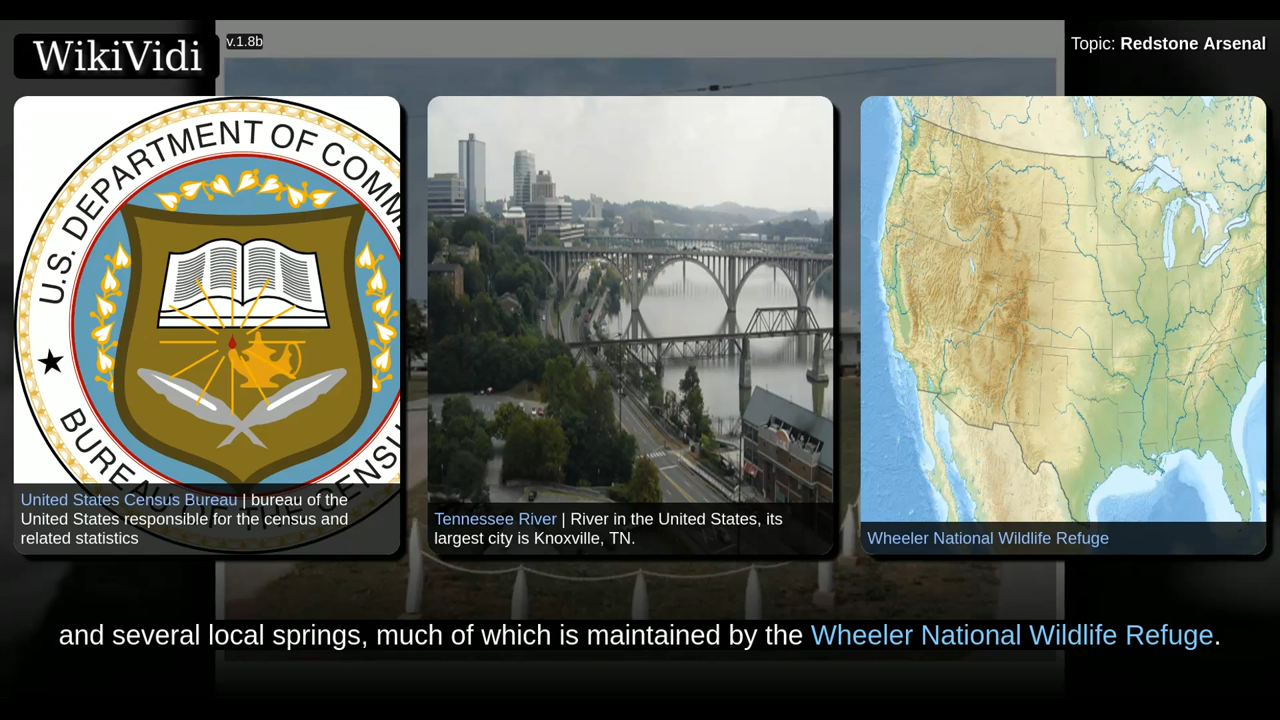 WikiVidi
v.1.8b
Topic: Redstone Arsenal
U.S. DEPARTMENT OF COMM
BUREAU OF THE CENSU
United States Census Bureau | bureau of the
United States responsible for the census and
related statistics
Tennessee River | River in the United States, its
largest city is Knoxville, TN.
Wheeler National Wildlife Refuge
and several local springs, much of which is maintained by the Wheeler National Wildlife Refuge.